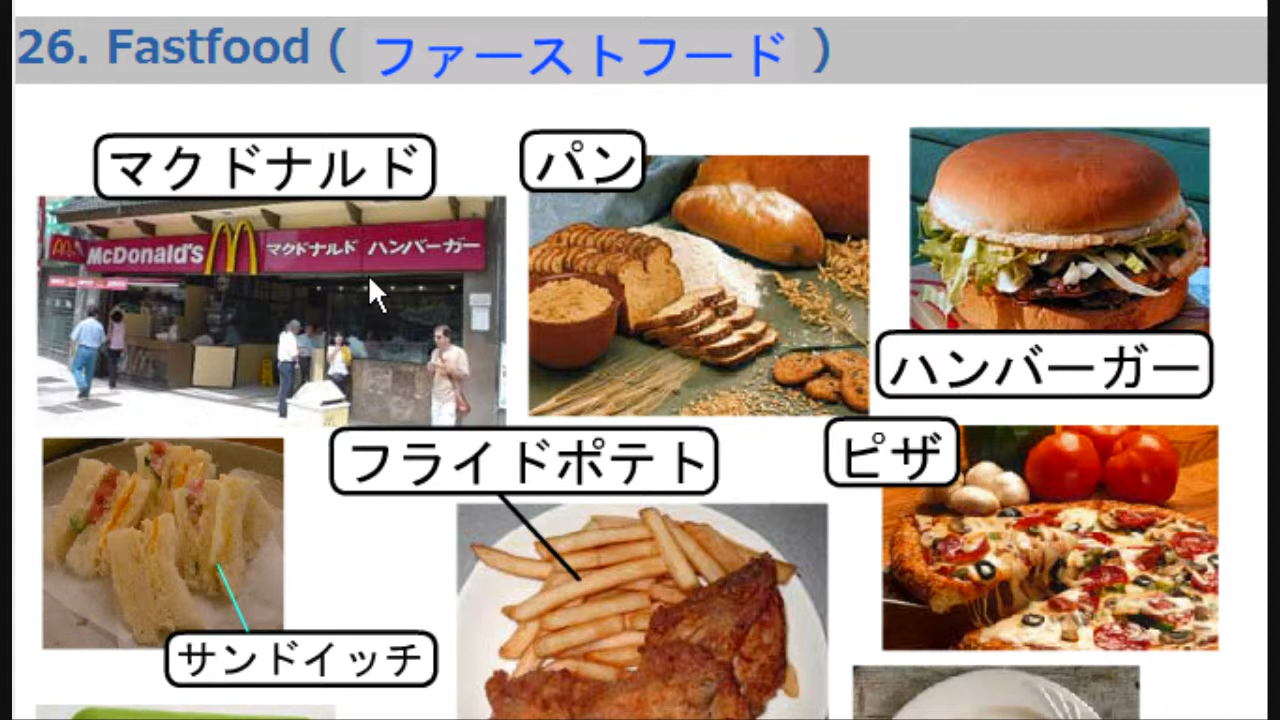 26. Fastfood ( ファーストフード )
マクドナルド
パン
McDonald's マクドナルド ハンバーガー
ハンバーガー
フライドポテト
ピザ
サンドイッチ